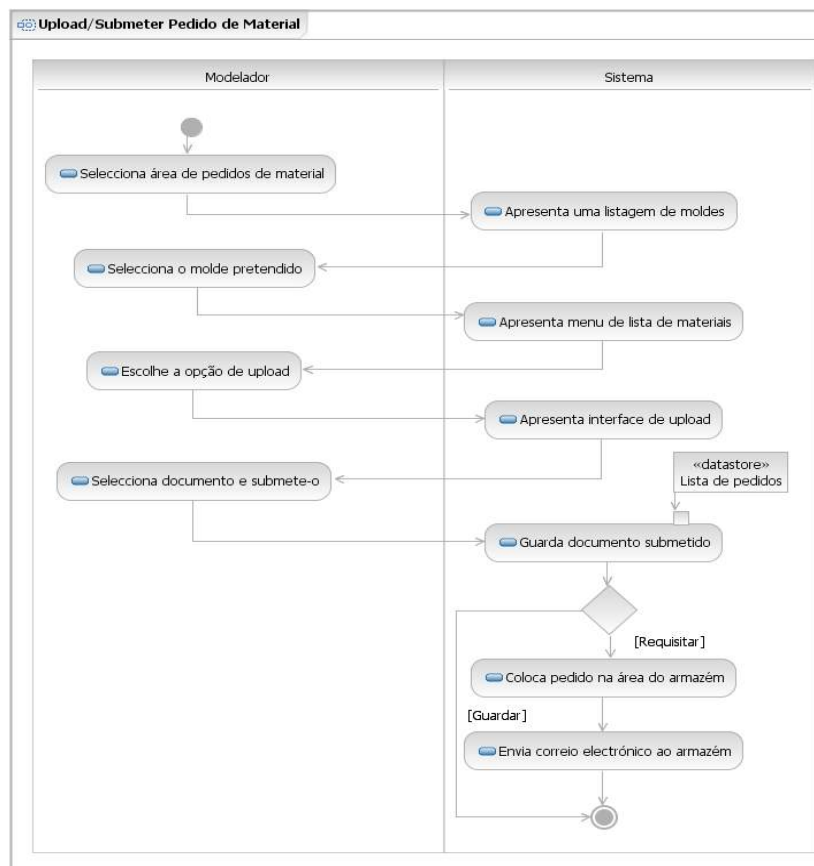 Upload/Submeter Pedido de Material
Modelador
Sistema
Selecciona área de pedidos de material
Apresenta uma listagem de moldes
Selecciona o molde pretendido
Apresenta menu de lista de materiais
Escolhe a opção de upload
Apresenta interface de upload
«datastore»
Lista de pedidos
Selecciona documento e submete-o
Guarda documento submetido
[Requisitar]
Coloca pedido na área do armazém
[Guardar]
Envia correio electrónico ao armazém